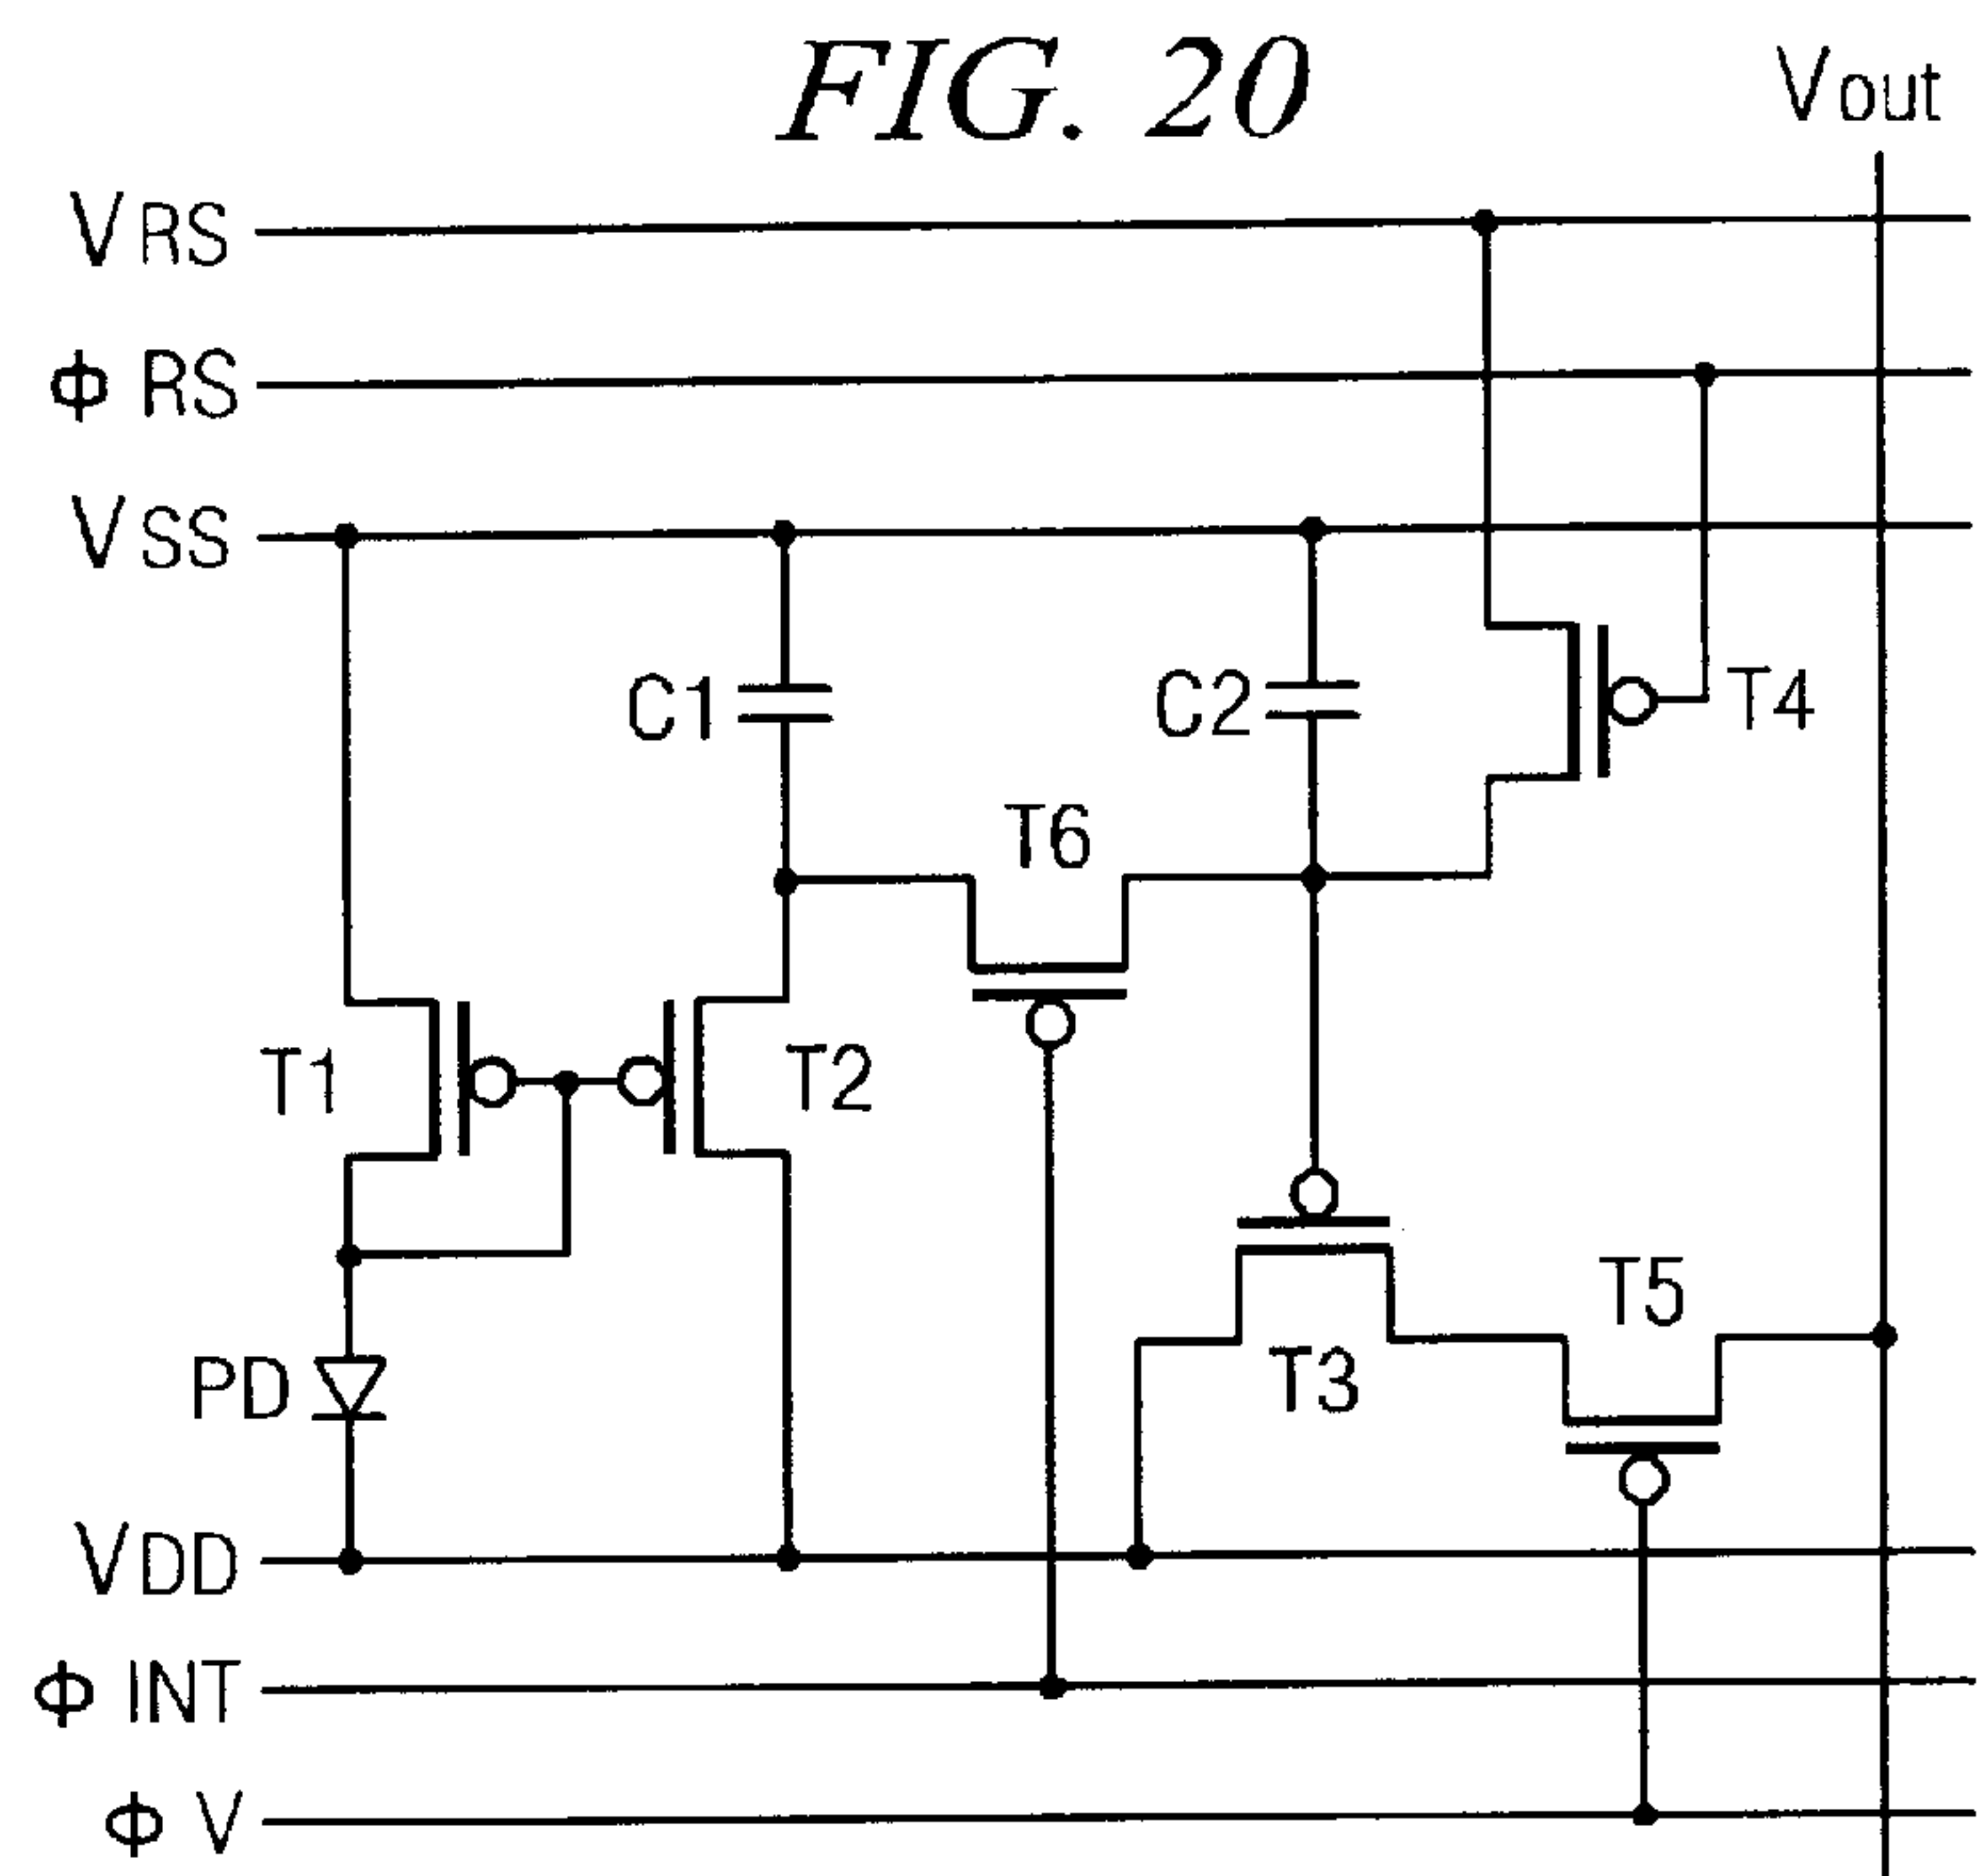 FIG. 20
Vout
VRS
ϕ RS
VSS
C1
C2
T4
T6
T1
T2
T5
T3
PD
VDD
ϕ INT
ϕ V